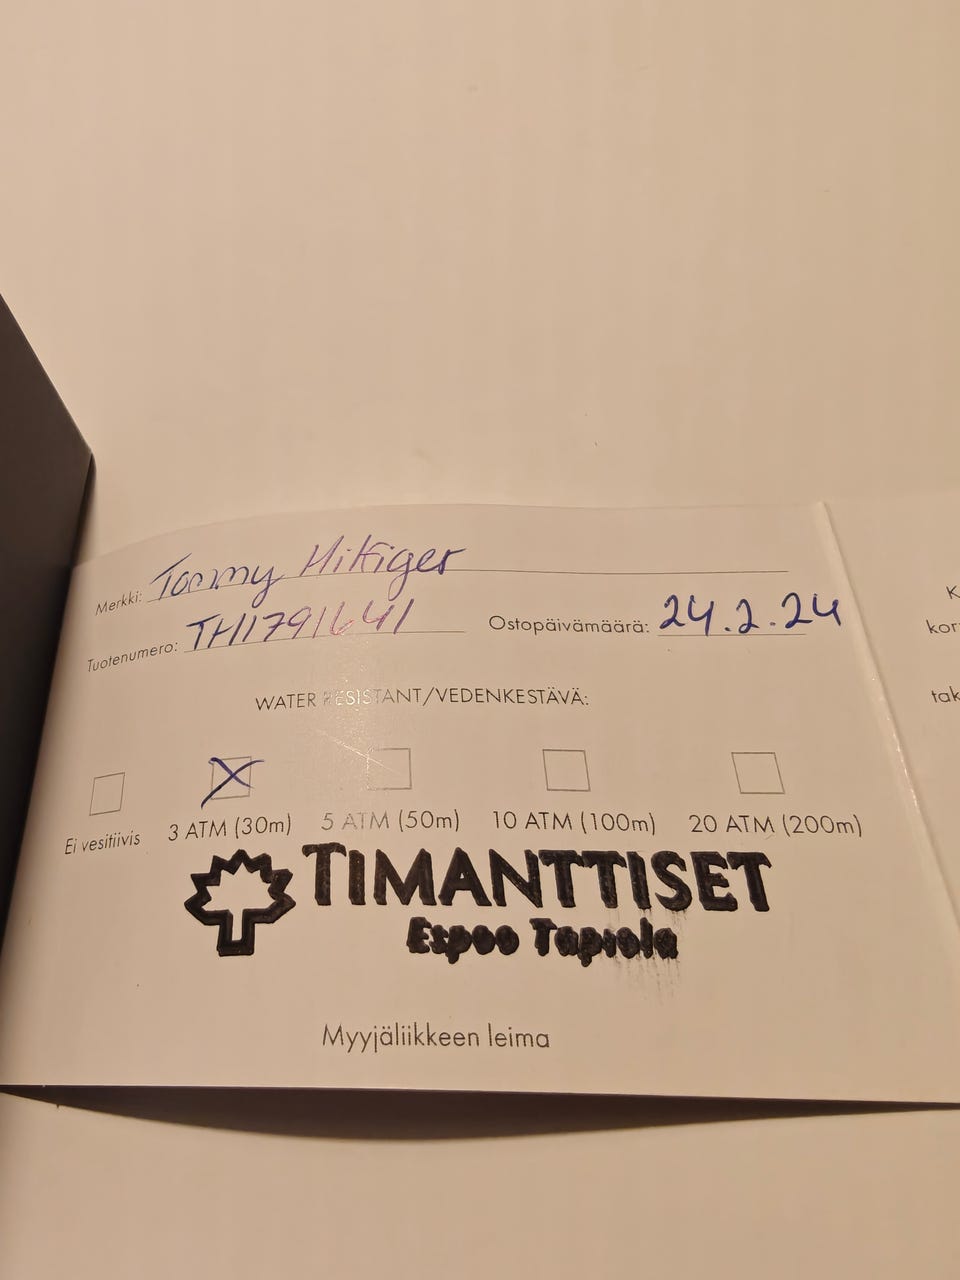 Merkki: Tommy Hilfiger
Tuotenumero: TH1791641 Ostopäivämäärä: 24.2.24
WATER RESISTANT/VEDENKESTÄVÄ:
Ei vesitiivis 3 ATM (30m) 5 ATM (50m) 10 ATM (100m) 20 ATM (200m)
TIMANTTISET
Espoo Tapiola
Myyjäliikkeen leima